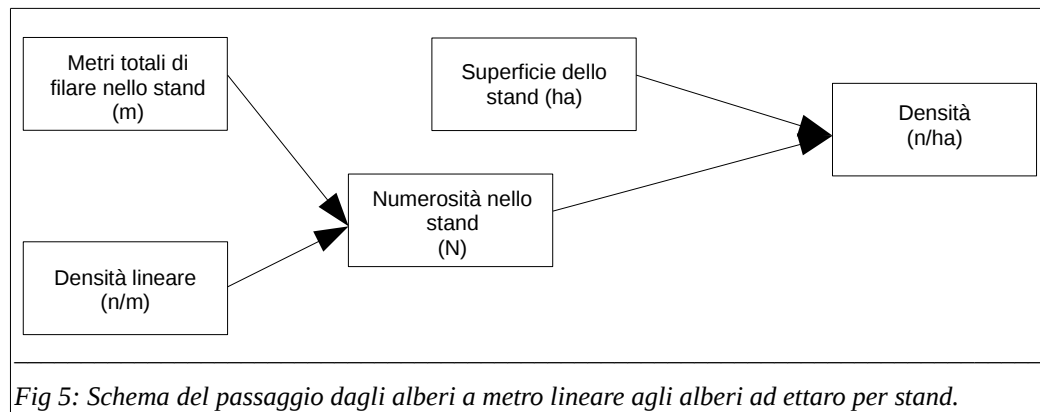 Metri totali di
filare nello stand
(m)
Superficie dello
stand (ha)
Densità
(n/ha)
Numerosità nello
stand
(N)
Densità lineare
(n/m)
Fig 5: Schema del passaggio dagli alberi a metro lineare agli alberi ad ettaro per stand.